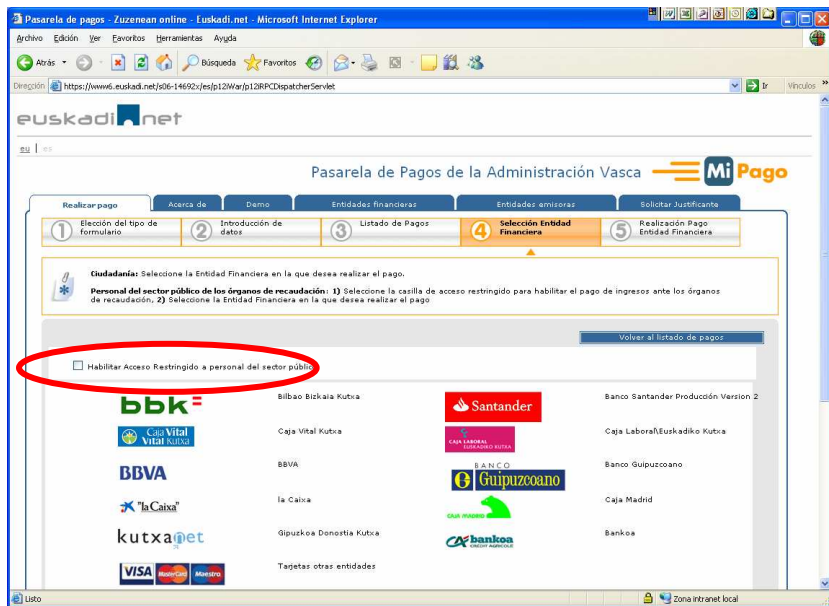 Pasarela de pagos - Zuzenean online - Euskadi.net - Microsoft Internet Explorer
Archivo Edición Ver Favoritos Herramientas Ayuda
Atrás Búsqueda Favoritos
Dirección https://www6.euskadi.net/s06-14692x/es/p12iWar/p12iRPCDispatcherServlet Ir Vínculos »
euskadi net
eu | es
Pasarela de Pagos de la Administración Vasca Mi Pago
Realizar pago Acerca de Demo Entidades financieras Entidades emisoras Solicitar Justificante
1 Elección del tipo de formulario 2 Introducción de datos 3 Listado de Pagos 4 Selección Entidad Financiera 5 Realización Pago Entidad Financiera
Ciudadanía: Seleccione la Entidad Financiera en la que desea realizar el pago.
Personal del sector público de los órganos de recaudación: 1) Seleccione la casilla de acceso restringido para habilitar el pago de ingresos ante los órganos
de recaudación, 2) Seleccione la Entidad Financiera en la que desea realizar el pago
Volver al listado de pagos
Habilitar Acceso Restringido a personal del sector público
bbk Bilbao Bizkaia Kutxa Santander Banco Santander Producción Version 2
Caja Vital Vital Kutxa Caja Vital Kutxa CAJA LABORAL EUSKADIKO KUTXA Caja Laboral\Euskadiko Kutxa
BBVA BBVA BANCO Guipuzcoano Banco Guipuzcoano
"la Caixa" la Caixa CAJA MADRID Caja Madrid
kutxanet Gipuzkoa Donostia Kutxa bankoa CRÉDIT AGRICOLE Bankoa
VISA MasterCard Maestro Tarjetas otras entidades
Listo Zona intranet local